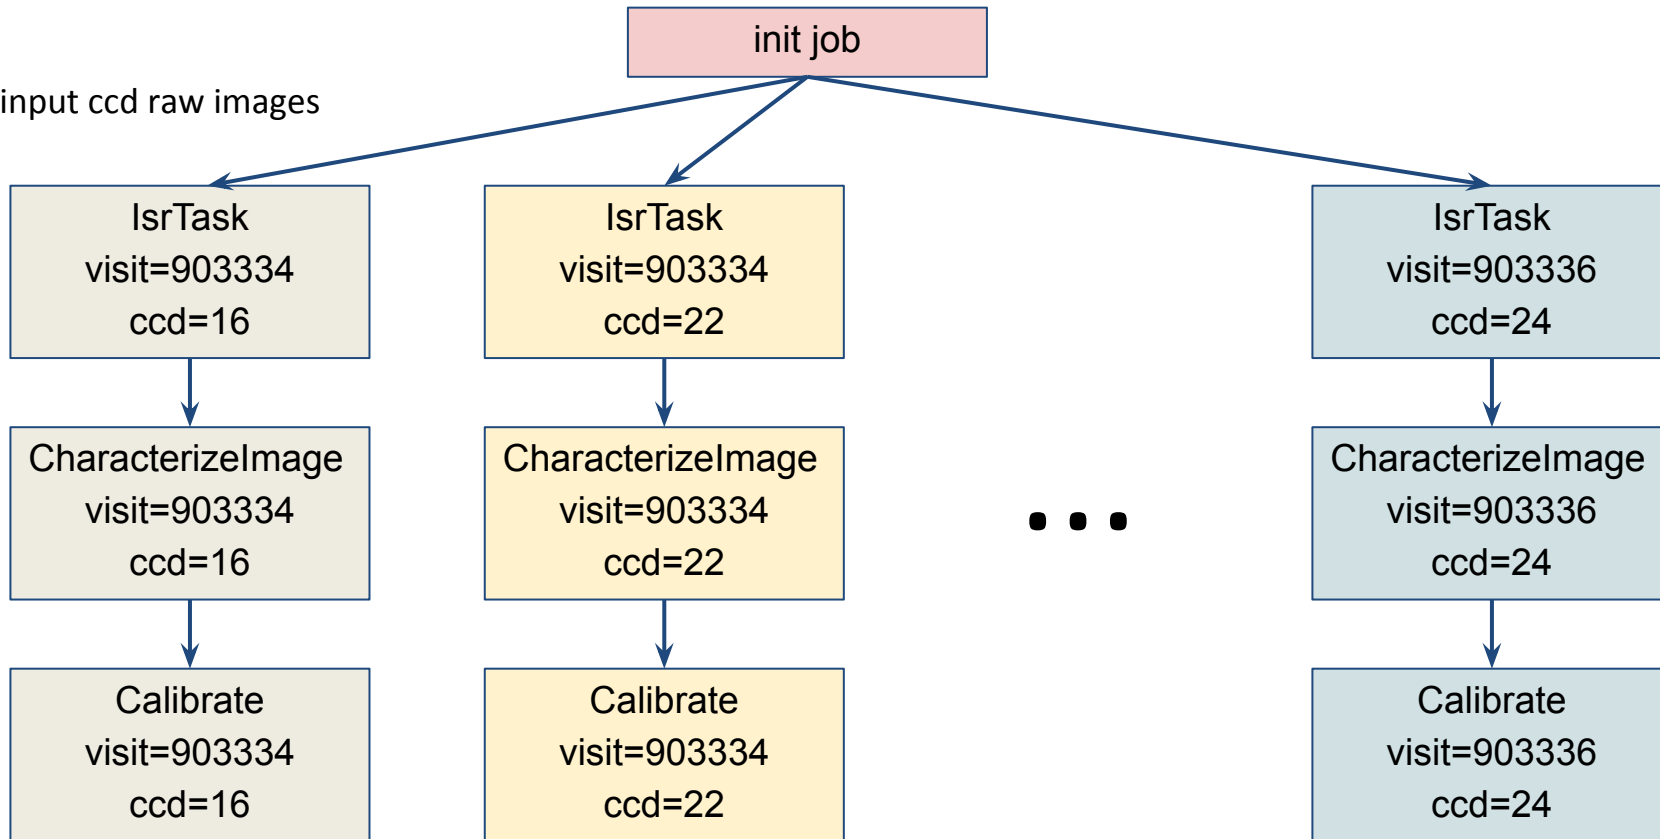 init job
input ccd raw images
IsrTask
visit=903334
ccd=16
IsrTask
visit=903334
ccd=22
IsrTask
visit=903336
ccd=24
CharacterizeImage
visit=903334
ccd=16
CharacterizeImage
visit=903334
ccd=22
...
CharacterizeImage
visit=903336
ccd=24
Calibrate
visit=903334
ccd=16
Calibrate
visit=903334
ccd=22
Calibrate
visit=903336
ccd=24